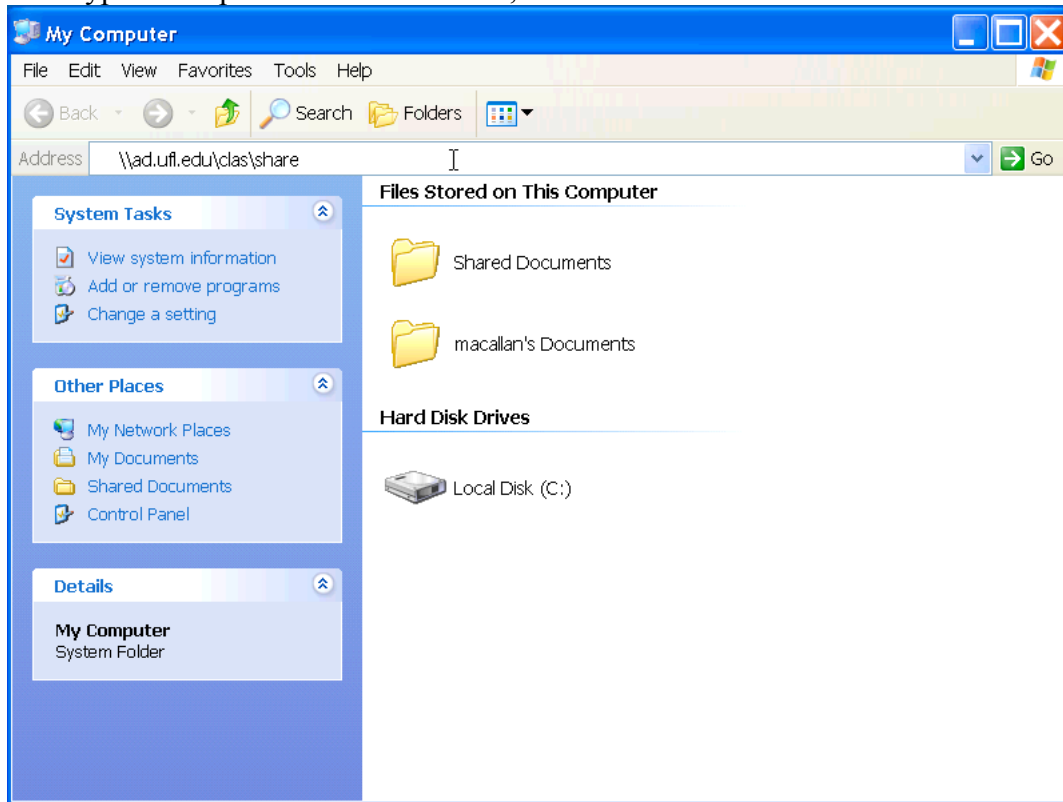 My Computer
File Edit View Favorites Tools Help
Back Search Folders
Address \\ad.ufl.edu\clas\share Go
System Tasks
View system information
Add or remove programs
Change a setting
Other Places
My Network Places
My Documents
Shared Documents
Control Panel
Details
My Computer
System Folder
Files Stored on This Computer
Shared Documents
macallan's Documents
Hard Disk Drives
Local Disk (C:)